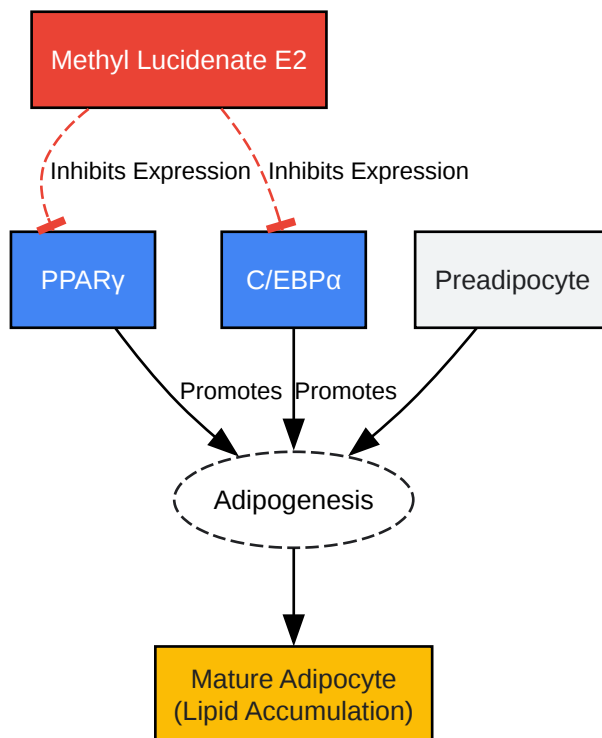 Methyl Lucidenate E2
Inhibits Expression
Inhibits Expression
PPARγ
C/EBPα
Preadipocyte
Promotes
Promotes
Adipogenesis
Mature Adipocyte
(Lipid Accumulation)